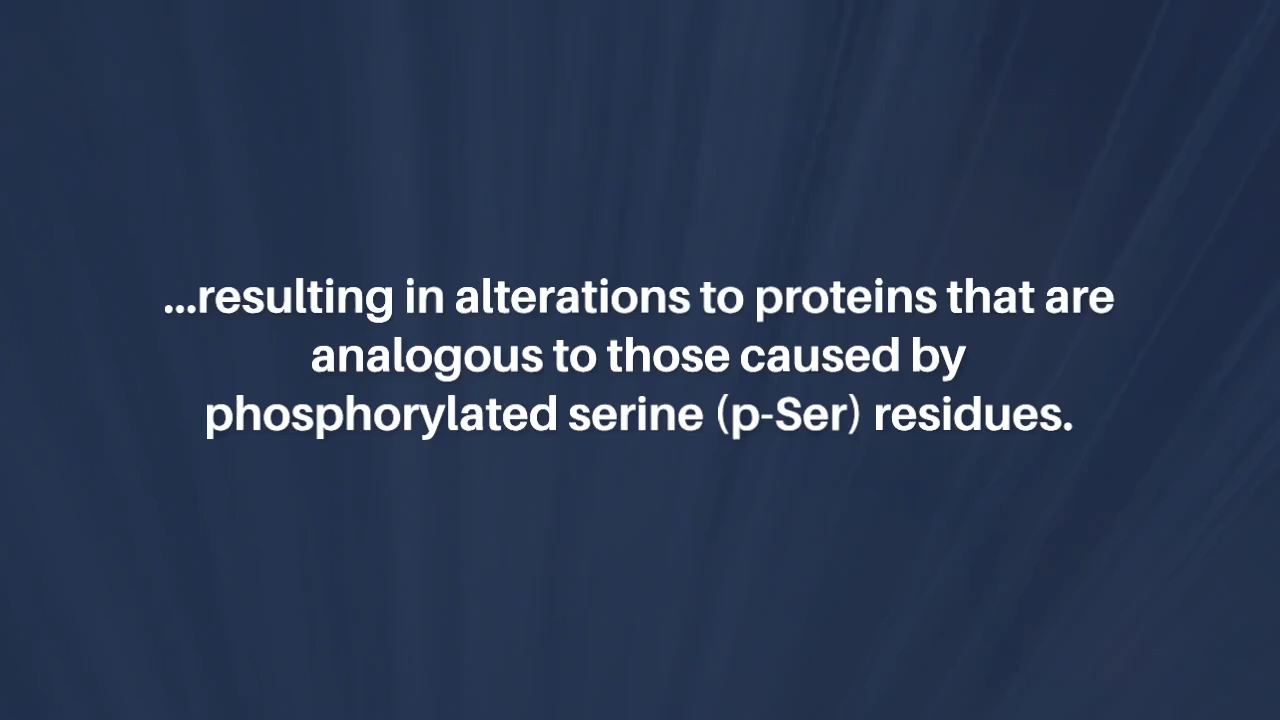 ...resulting in alterations to proteins that are
analogous to those caused by
phosphorylated serine (p-Ser) residues.